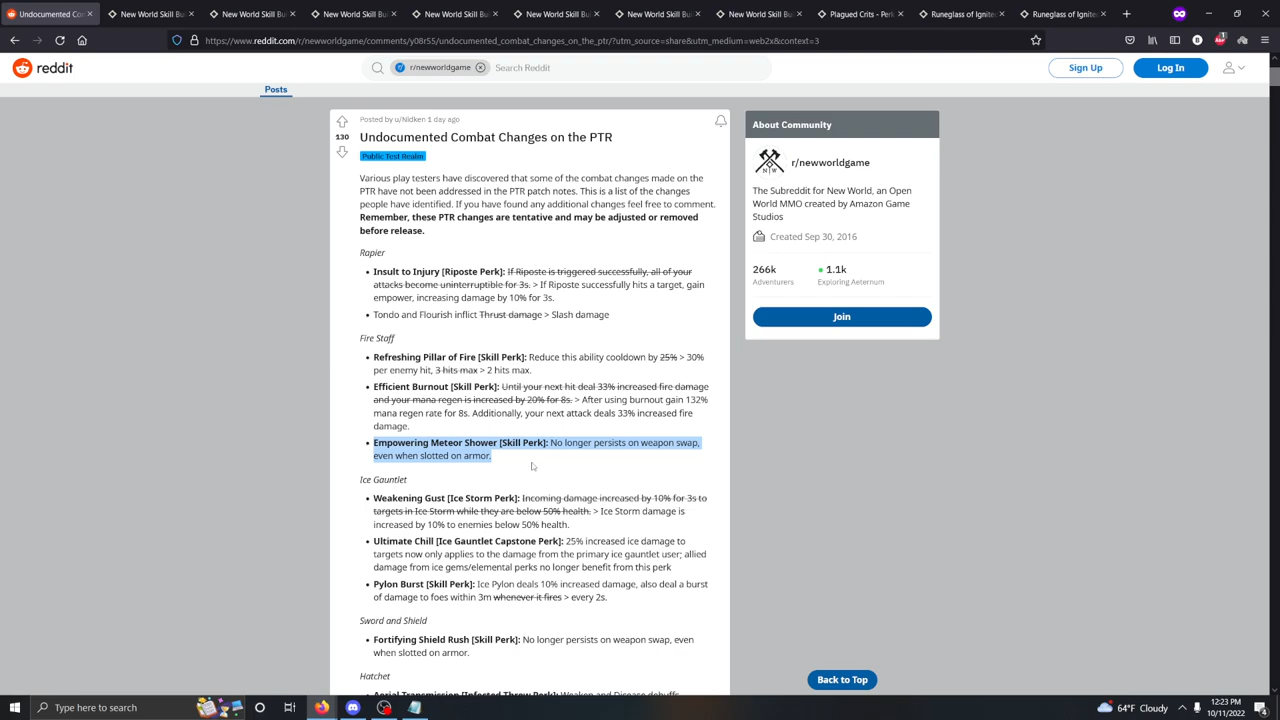 Undocumented Co
New World Skill Bu
New World Skill Bu
New World Skill Bu
New World Skill Bu
New World Skill Bu
New World Skill Bu
New World Skill Bu
Plagued Crits - Perk
Runeglass of Ignite
Runeglass of Ignite
https://www.reddit.com/r/newworldgame/comments/y08r55/undocumented_combat_changes_on_the_ptr/?utm_source=share&utm_medium=web2x&context=3
reddit
r/newworldgame
Search Reddit
Sign Up
Log In
Posts
130
Posted by u/Nidken 1 day ago
Undocumented Combat Changes on the PTR
Public Test Realm
Various play testers have discovered that some of the combat changes made on the
PTR have not been addressed in the PTR patch notes. This is a list of the changes
people have identified. If you have found any additional changes feel free to comment.
Remember, these PTR changes are tentative and may be adjusted or removed
before release.
Rapier
• Insult to Injury [Riposte Perk]: If Riposte is triggered successfully, all of your
attacks become uninterruptible for 3s. > If Riposte successfully hits a target, gain
empower, increasing damage by 10% for 3s.
• Tondo and Flourish inflict Thrust damage > Slash damage
Fire Staff
• Refreshing Pillar of Fire [Skill Perk]: Reduce this ability cooldown by 25% > 30%
per enemy hit, 3 hits max > 2 hits max.
• Efficient Burnout [Skill Perk]: Until your next hit deal 33% increased fire damage
and your mana regen is increased by 20% for 8s. > After using burnout gain 132%
mana regen rate for 8s. Additionally, your next attack deals 33% increased fire
damage.
• Empowering Meteor Shower [Skill Perk]: No longer persists on weapon swap,
even when slotted on armor.
Ice Gauntlet
• Weakening Gust [Ice Storm Perk]: Incoming damage increased by 10% for 3s to
targets in Ice Storm while they are below 50% health. > Ice Storm damage is
increased by 10% to enemies below 50% health.
• Ultimate Chill [Ice Gauntlet Capstone Perk]: 25% increased ice damage to
targets now only applies to the damage from the primary ice gauntlet user; allied
damage from ice gems/elemental perks no longer benefit from this perk
• Pylon Burst [Skill Perk]: Ice Pylon deals 10% increased damage, also deal a burst
of damage to foes within 3m whenever it fires > every 2s.
Sword and Shield
• Fortifying Shield Rush [Skill Perk]: No longer persists on weapon swap, even
when slotted on armor.
Hatchet
• Aerial Transmission [Infested Throw Perk]: Weaken and Disease debuffs
About Community
r/newworldgame
The Subreddit for New World, an Open
World MMO created by Amazon Game
Studios
Created Sep 30, 2016
266k
Adventurers
1.1k
Exploring Aeternum
Join
Back to Top
Type here to search
64°F Cloudy
12:23 PM
10/11/2022
4